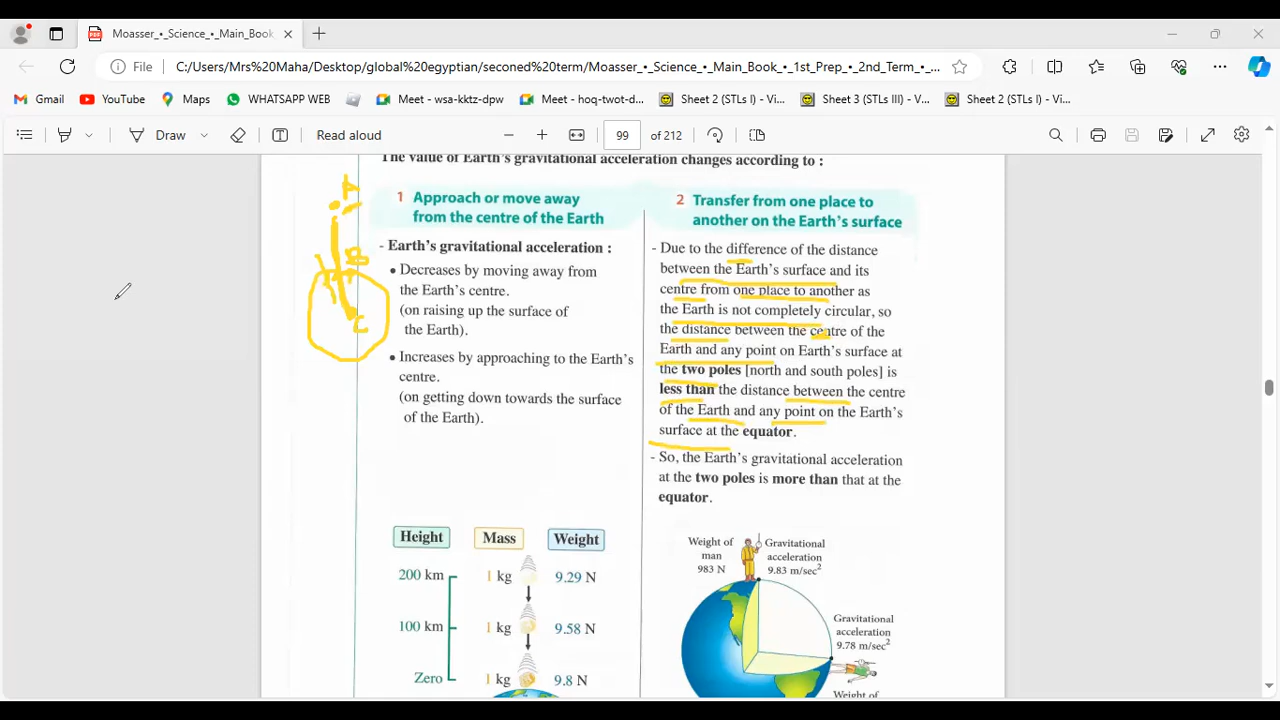 Moasser_•_Science_•_Main_Book
File
C:/Users/Mrs%20Maha/Desktop/global%20egyptian/seconed%20term/Moasser_•_Science_•_Main_Book_•_1st_Prep_•_2nd_Term_•...
Gmail
YouTube
Maps
WHATSAPP WEB
Meet - wsa-kktz-dpw
Meet - hoq-twot-d...
Sheet 2 (STLs I) - Vi...
Sheet 3 (STLs III) - V...
Sheet 2 (STLs I) - Vi...
Draw
Read aloud
99
of 212
The value of Earth's gravitational acceleration changes according to :
1 Approach or move away
from the centre of the Earth
- Earth's gravitational acceleration :
• Decreases by moving away from
the Earth's centre.
(on raising up the surface of
the Earth).
• Increases by approaching to the Earth's
centre.
(on getting down towards the surface
of the Earth).
A
B
C
2 Transfer from one place to
another on the Earth's surface
- Due to the difference of the distance
between the Earth's surface and its
centre from one place to another as
the Earth is not completely circular, so
the distance between the centre of the
Earth and any point on Earth's surface at
the two poles [north and south poles] is
less than the distance between the centre
of the Earth and any point on the Earth's
surface at the equator.
- So, the Earth's gravitational acceleration
at the two poles is more than that at the
equator.
Height Mass Weight
200 km 1 kg 9.29 N
100 km 1 kg 9.58 N
Zero 1 kg 9.8 N
Weight of
man
983 N
Gravitational
acceleration
9.83 m/sec²
Gravitational
acceleration
9.78 m/sec²
Weight of